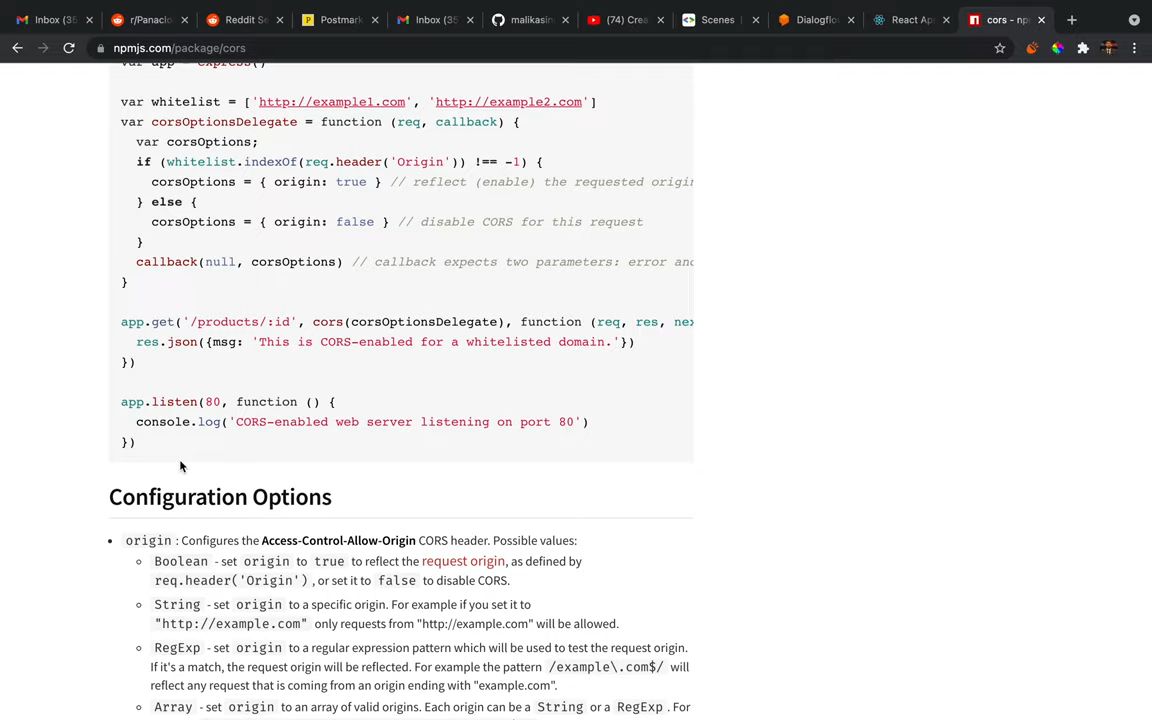 Inbox (35
r/Panaclo
Reddit Se
Postmark
Inbox (35
malikasin
(74) Crea
Scenes
Dialogflo
React Ap
cors - np
npmjs.com/package/cors
var app = express()
var whitelist = ['http://example1.com', 'http://example2.com']
var corsOptionsDelegate = function (req, callback) {
var corsOptions;
if (whitelist.indexOf(req.header('Origin')) !== -1) {
corsOptions = { origin: true } // reflect (enable) the requested origin
} else {
corsOptions = { origin: false } // disable CORS for this request
}
callback(null, corsOptions) // callback expects two parameters: error and
}
app.get('/products/:id', cors(corsOptionsDelegate), function (req, res, nex
res.json({msg: 'This is CORS-enabled for a whitelisted domain.'})
})
app.listen(80, function () {
console.log('CORS-enabled web server listening on port 80')
})
Configuration Options
• origin : Configures the Access-Control-Allow-Origin CORS header. Possible values:
Boolean - set origin to true to reflect the request origin, as defined by
req.header('Origin') , or set it to false to disable CORS.
String - set origin to a specific origin. For example if you set it to
"http://example.com" only requests from "http://example.com" will be allowed.
RegExp - set origin to a regular expression pattern which will be used to test the request origin.
If it's a match, the request origin will be reflected. For example the pattern /example\.com$/ will
reflect any request that is coming from an origin ending with "example.com".
Array - set origin to an array of valid origins. Each origin can be a String or a RegExp . For